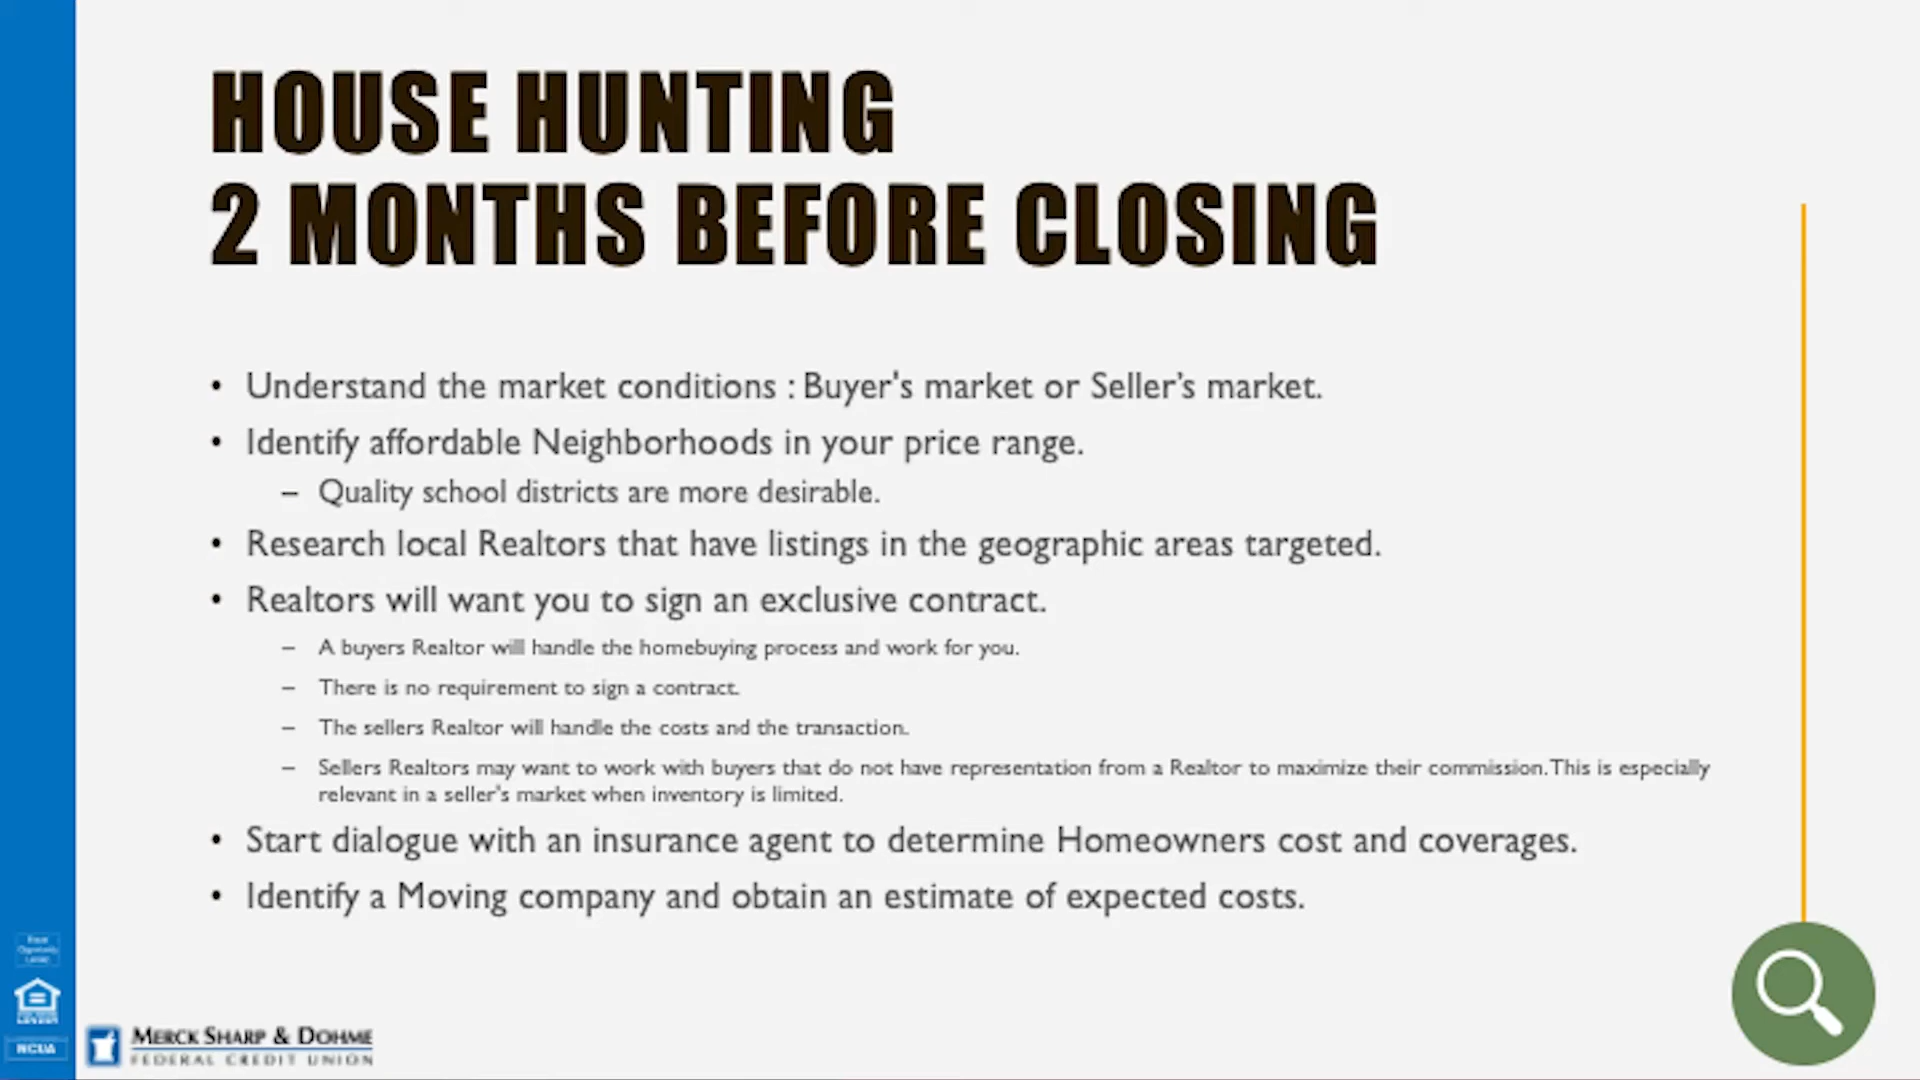 HOUSE HUNTING
2 MONTHS BEFORE CLOSING
• Understand the market conditions : Buyer's market or Seller’s market.
• Identify affordable Neighborhoods in your price range.
– Quality school districts are more desirable.
• Research local Realtors that have listings in the geographic areas targeted.
• Realtors will want you to sign an exclusive contract.
– A buyers Realtor will handle the homebuying process and work for you.
– There is no requirement to sign a contract.
– The sellers Realtor will handle the costs and the transaction.
– Sellers Realtors may want to work with buyers that do not have representation from a Realtor to maximize their commission. This is especially
relevant in a seller's market when inventory is limited.
• Start dialogue with an insurance agent to determine Homeowners cost and coverages.
• Identify a Moving company and obtain an estimate of expected costs.
Equal
Opportunity
Lender
NCUA
MERCK SHARP & DOHME
FEDERAL CREDIT UNION